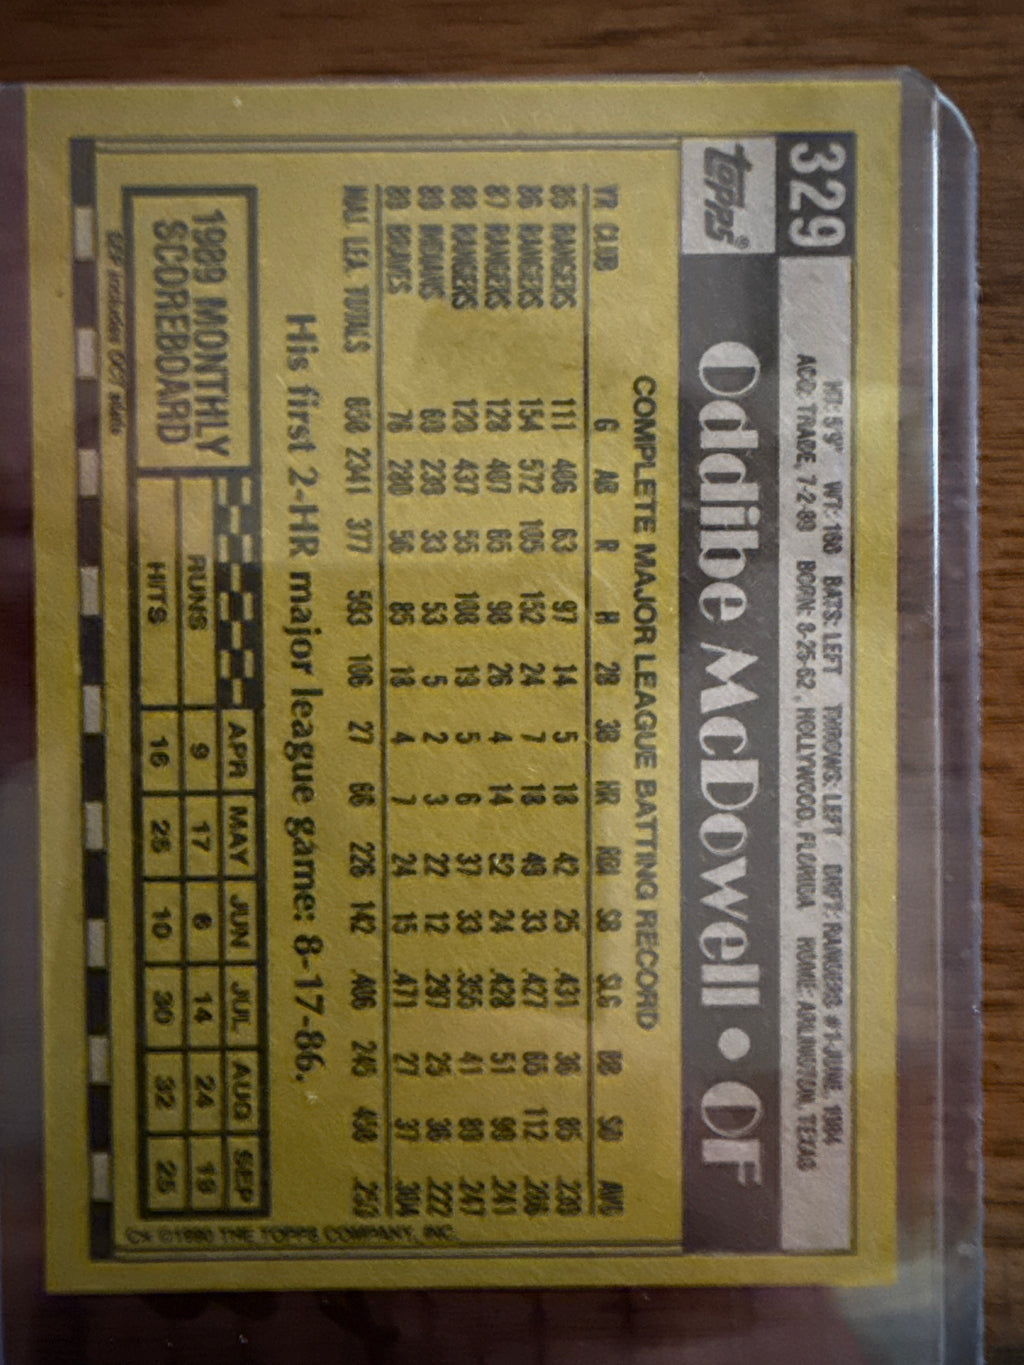 329
HT: 5'9" WT: 160 BATS: LEFT THROWS: LEFT DRFT: RANGERS #1-JUNE, 1984
ACQ: TRADE, 7-2-89 BORN: 8-25-62, HOLLYWOOD, FLORIDA HOME: ARLINGTON, TEXAS
topps®
Oddibe McDowell • OF
COMPLETE MAJOR LEAGUE BATTING RECORD
YR CLUB G AB R H 2B 3B HR RBI SB SLG BB SO AVG
85 RANGERS 111 406 63 97 14 5 18 42 25 .431 36 85 .239
86 RANGERS 154 572 105 152 24 7 18 49 33 .427 65 112 .266
87 RANGERS 128 407 65 98 26 4 14 52 24 .428 51 99 .241
88 RANGERS 120 437 55 108 19 5 6 37 33 .355 41 89 .247
89 INDIANS 69 239 33 53 5 2 3 22 12 .297 25 36 .222
89 BRAVES 76 280 56 85 18 4 7 24 15 .471 27 37 .304
MAJ. LEA. TOTALS 658 2341 377 593 106 27 66 226 142 .406 245 458 .253
His first 2-HR major league game: 8-17-86.
1989 MONTHLY
SCOREBOARD
APR MAY JUN JUL AUG SEP
RUNS 9 17 6 14 24 19
HITS 16 25 10 30 32 25
SEP includes OCT stats
©1990 THE TOPPS COMPANY, INC.